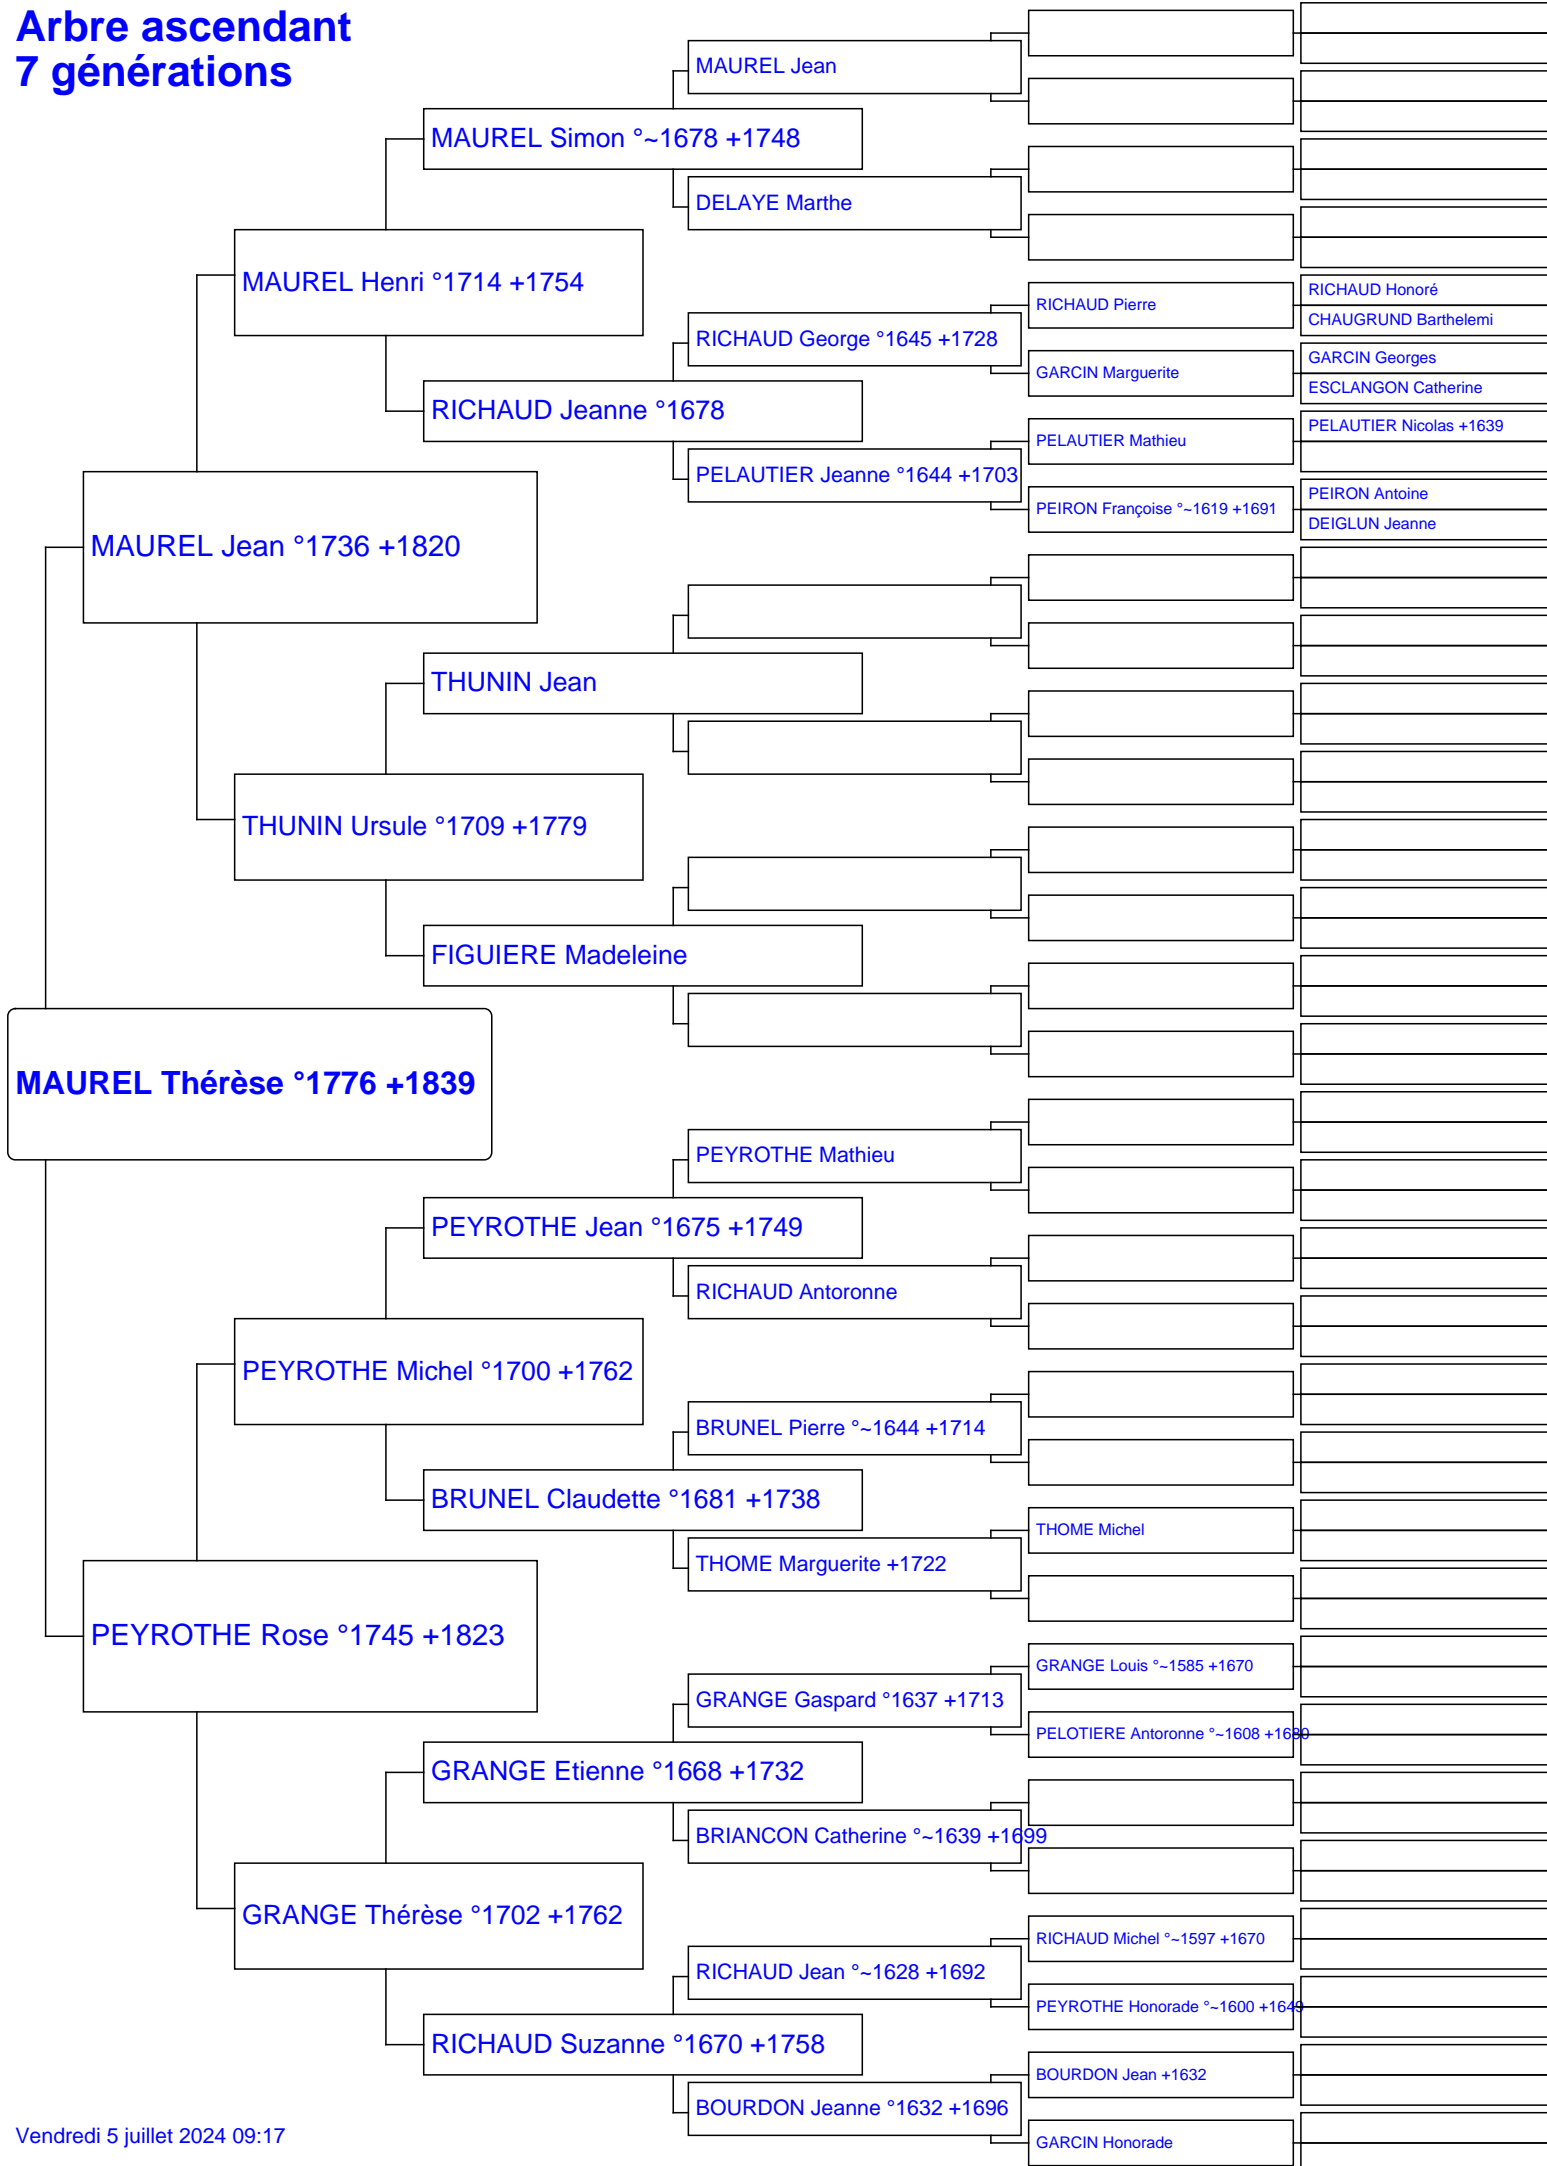 Arbre ascendant
7 générations
MAUREL Jean
MAUREL Simon °~1678 +1748
DELAYE Marthe
MAUREL Henri °1714 +1754
RICHAUD Honoré
RICHAUD Pierre
CHAUGRUND Barthelemi
RICHAUD George °1645 +1728
GARCIN Georges
GARCIN Marguerite
ESCLANGON Catherine
RICHAUD Jeanne °1678
PELAUTIER Nicolas +1639
PELAUTIER Mathieu
PELAUTIER Jeanne °1644 +1703
PEIRON Antoine
PEIRON Françoise °~1619 +1691
DEIGLUN Jeanne
MAUREL Jean °1736 +1820
THUNIN Jean
THUNIN Ursule °1709 +1779
FIGUIERE Madeleine
MAUREL Thérèse °1776 +1839
PEYROTHE Mathieu
PEYROTHE Jean °1675 +1749
RICHAUD Antoronne
PEYROTHE Michel °1700 +1762
BRUNEL Pierre °~1644 +1714
BRUNEL Claudette °1681 +1738
THOME Michel
THOME Marguerite +1722
PEYROTHE Rose °1745 +1823
GRANGE Louis °~1585 +1670
GRANGE Gaspard °1637 +1713
PELOTIERE Antoronne °~1608 +1680
GRANGE Etienne °1668 +1732
BRIANCON Catherine °~1639 +1699
GRANGE Thérèse °1702 +1762
RICHAUD Michel °~1597 +1670
RICHAUD Jean °~1628 +1692
PEYROTHE Honorade °~1600 +1649
RICHAUD Suzanne °1670 +1758
BOURDON Jean +1632
BOURDON Jeanne °1632 +1696
GARCIN Honorade
Vendredi 5 juillet 2024 09:17